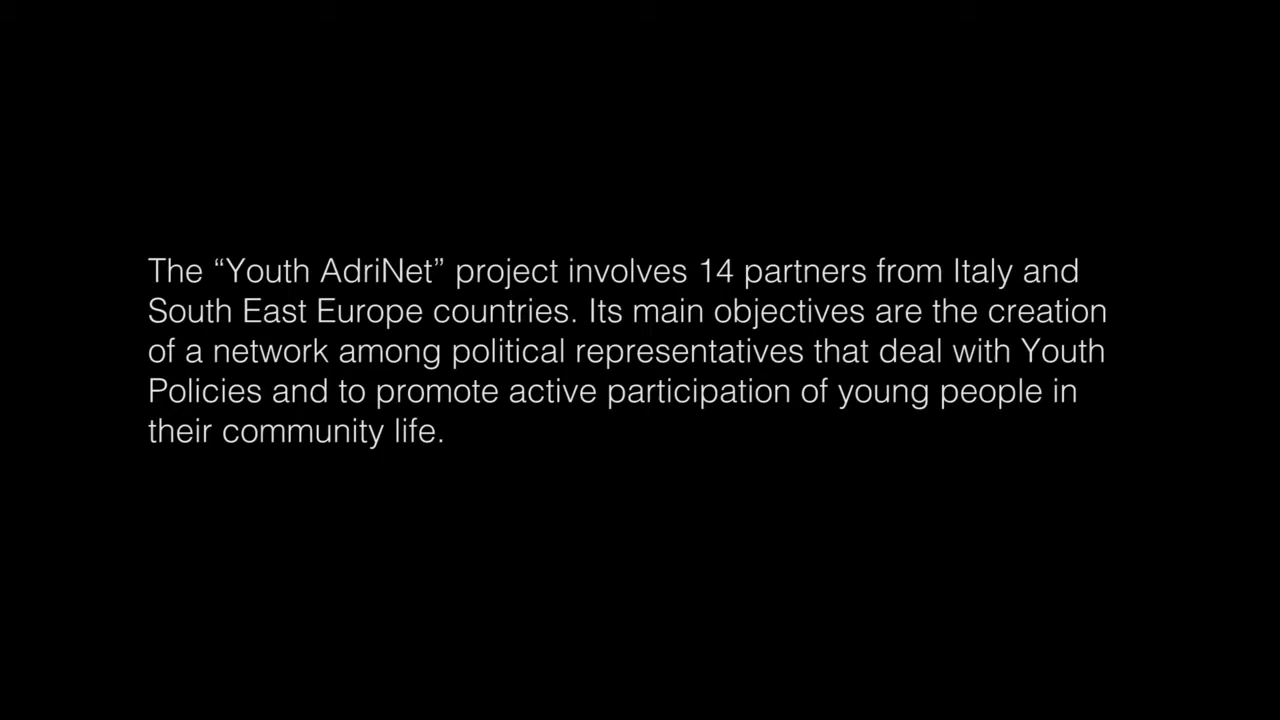 The “Youth AdriNet” project involves 14 partners from Italy and
South East Europe countries. Its main objectives are the creation
of a network among political representatives that deal with Youth
Policies and to promote active participation of young people in
their community life.